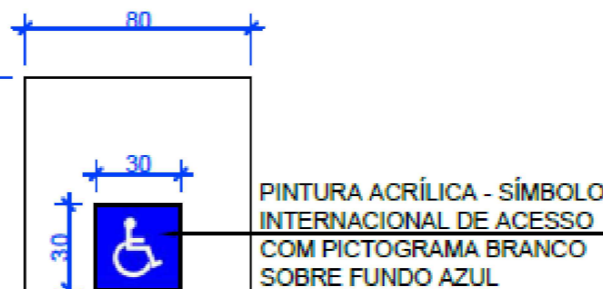 80
30
30
PINTURA ACRÍLICA - SÍMBOLO
INTERNACIONAL DE ACESSO
COM PICTOGRAMA BRANCO
SOBRE FUNDO AZUL